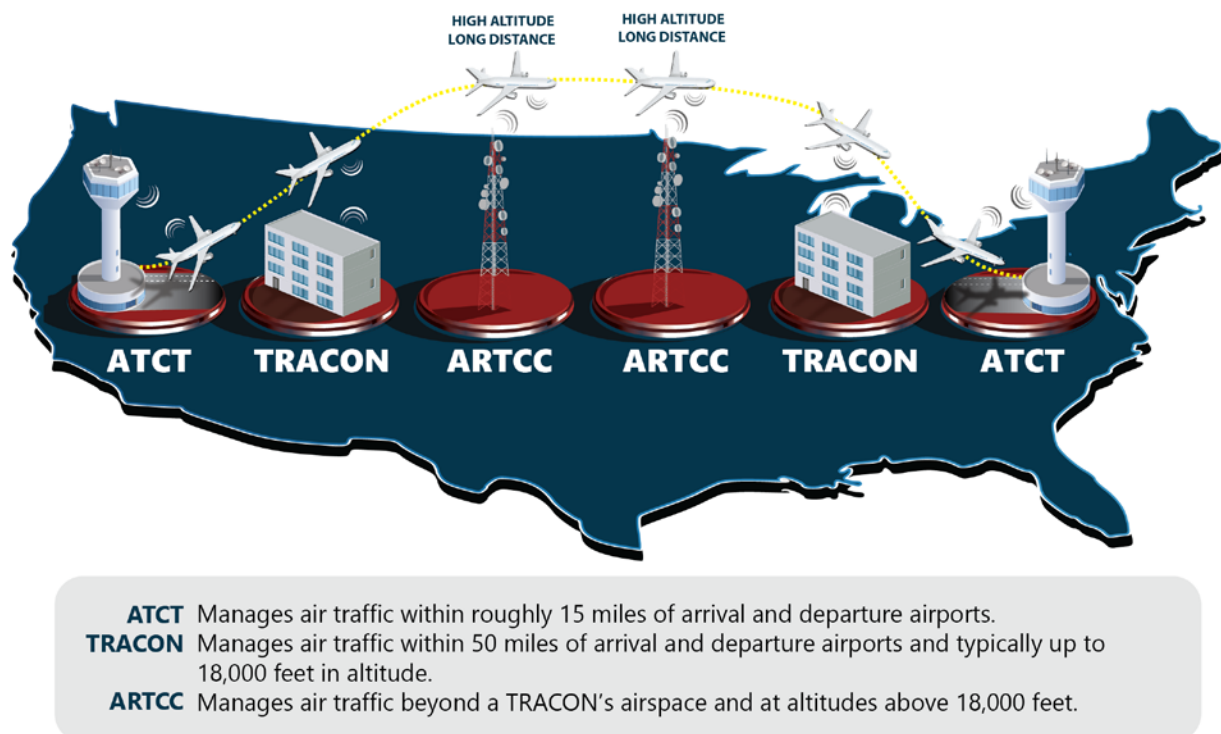 HIGH ALTITUDE
LONG DISTANCE
HIGH ALTITUDE
LONG DISTANCE
ATCT
TRACON
ARTCC
ARTCC
TRACON
ATCT
ATCT Manages air traffic within roughly 15 miles of arrival and departure airports.
TRACON Manages air traffic within 50 miles of arrival and departure airports and typically up to
18,000 feet in altitude.
ARTCC Manages air traffic beyond a TRACON’s airspace and at altitudes above 18,000 feet.